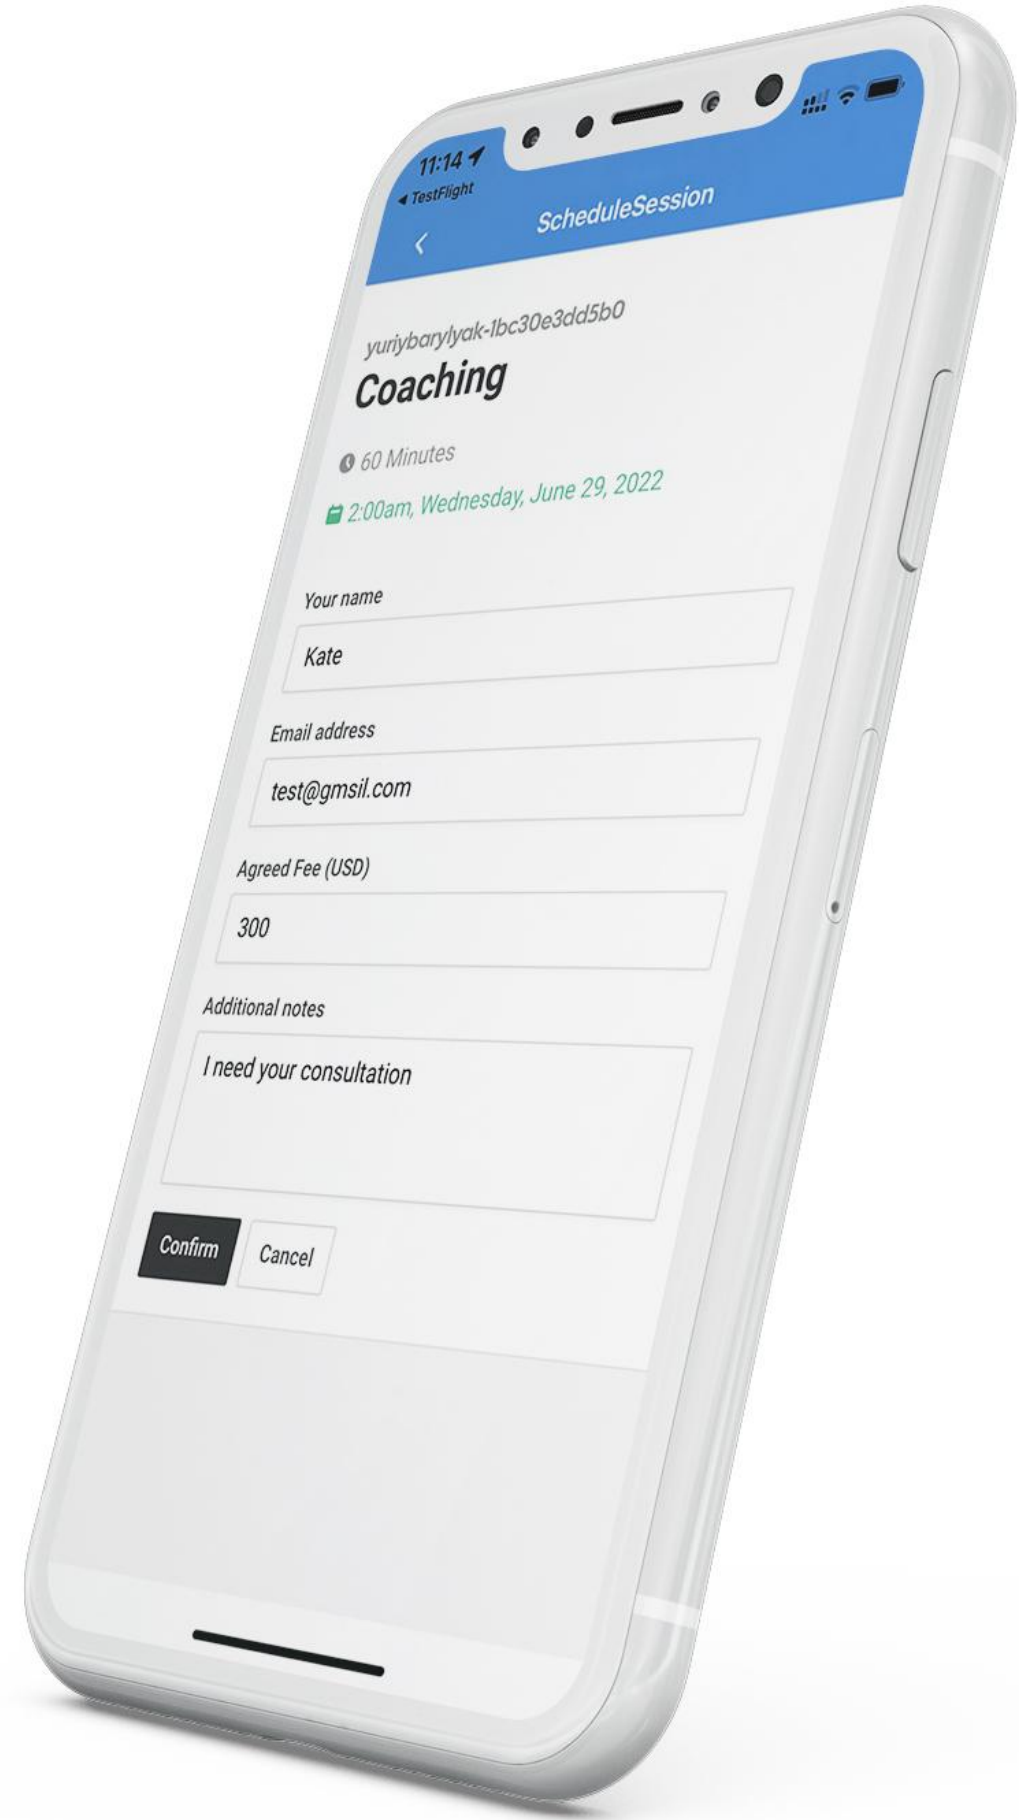 11:14
TestFlight
ScheduleSession
yuriybarylyak-1bc30e3dd5b0
Coaching
60 Minutes
2:00am, Wednesday, June 29, 2022
Your name
Kate
Email address
test@gmsil.com
Agreed Fee (USD)
300
Additional notes
I need your consultation
Confirm
Cancel